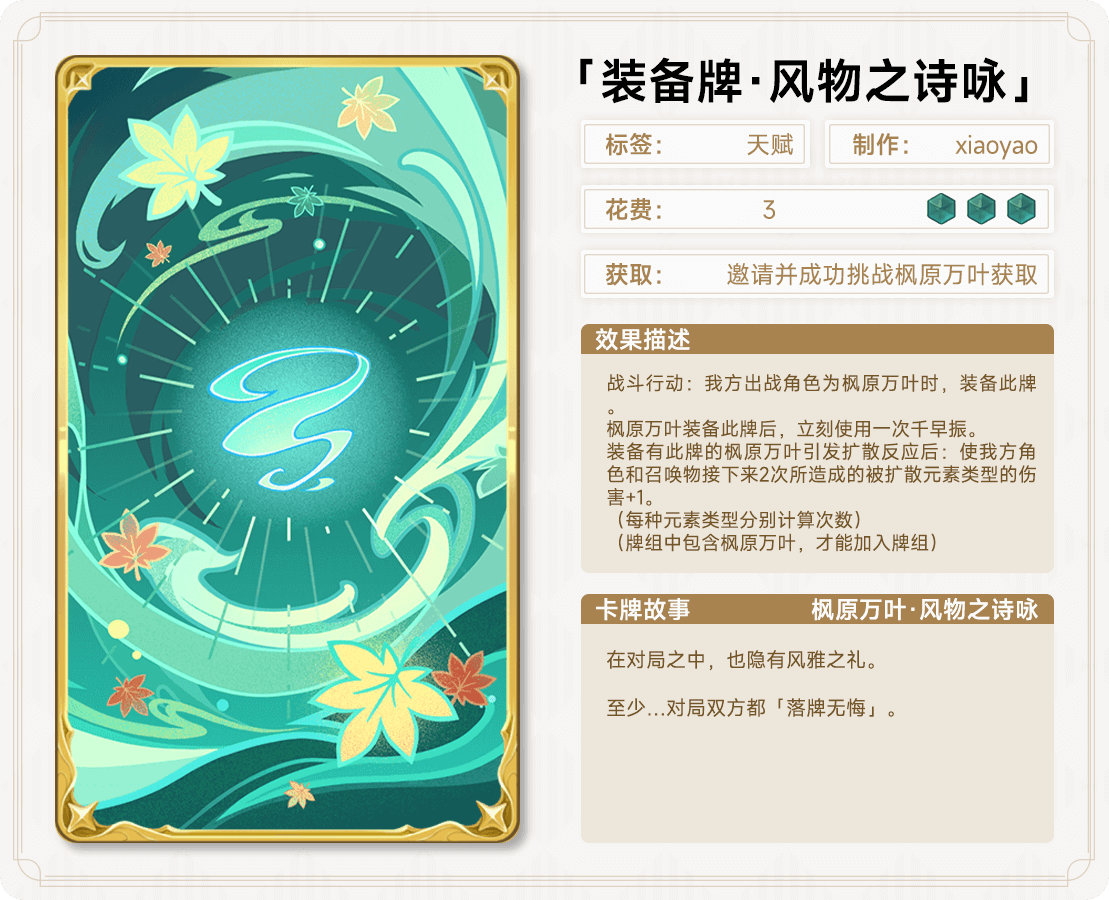 「装备牌·风物之诗咏」
标签： 天赋 制作： xiaoyao
花费： 3
获取： 邀请并成功挑战枫原万叶获取
效果描述
战斗行动：我方出战角色为枫原万叶时，装备此牌
。
枫原万叶装备此牌后，立刻使用一次千早振。
装备有此牌的枫原万叶引发扩散反应后：使我方角
色和召唤物接下来2次所造成的被扩散元素类型的伤
害+1。
（每种元素类型分别计算次数）
（牌组中包含枫原万叶，才能加入牌组）
卡牌故事 枫原万叶·风物之诗咏
在对局之中，也隐有风雅之礼。
至少...对局双方都「落牌无悔」。